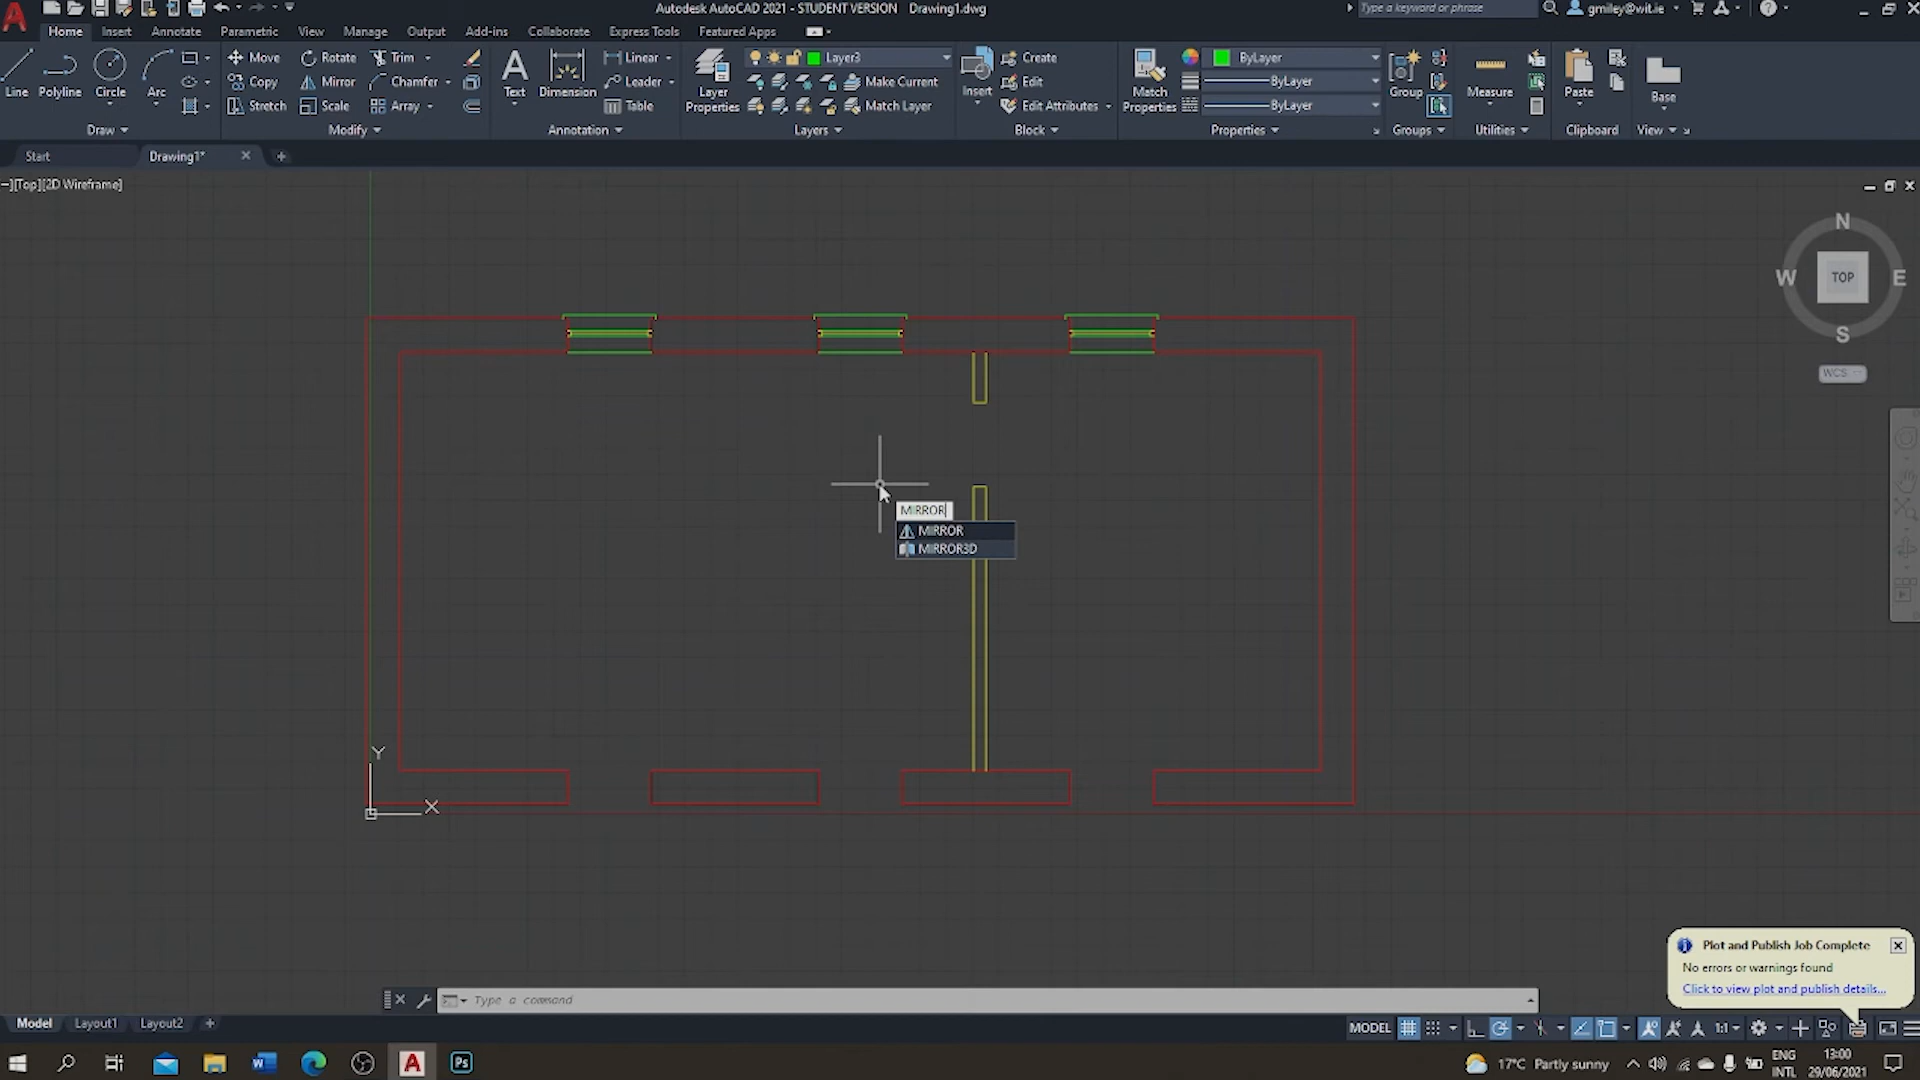 Autodesk AutoCAD 2021 - STUDENT VERSION Drawing1.dwg
Type a keyword or phrase
gmiley@wit.ie
Home Insert Annotate Parametric View Manage Output Add-ins Collaborate Express Tools Featured Apps
Line Polyline Circle Arc
Move Rotate Trim
Copy Mirror Chamfer
Stretch Scale Array
Text Dimension
Linear
Leader
Table
Layer Properties
Layer3
Make Current
Match Layer
Insert
Create
Edit
Edit Attributes
Match Properties
ByLayer
ByLayer
ByLayer
Group
Measure
Paste
Base
Draw Modify Annotation Layers Block Properties Groups Utilities Clipboard View
Start Drawing1*
−][Top][2D Wireframe]
N
W TOP E
S
WCS
MIRROR
MIRROR
MIRROR3D
Y
X
Plot and Publish Job Complete
No errors or warnings found
Click to view plot and publish details...
Type a command
Model Layout1 Layout2
MODEL
1:1
17°C Partly sunny
ENG
INTL
13:00
29/06/2021